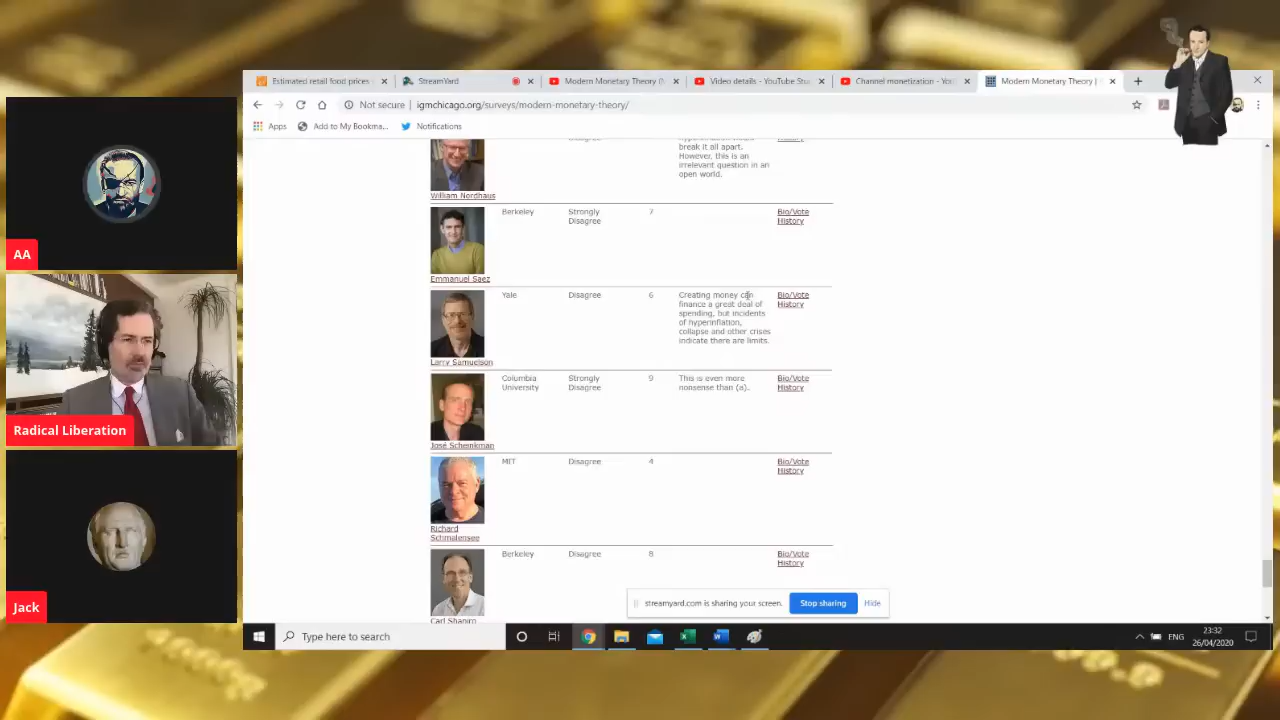 Estimated retail food prices
StreamYard
Modern Monetary Theory (M
Video details - YouTube Stu
Channel monetization - You
Modern Monetary Theory |
Not secure
igmchicago.org/surveys/modern-monetary-theory/
Apps
Add to My Bookma...
Notifications
break it all apart.
However, this is an
irrelevant question in an
open world.
William Nordhaus
Berkeley
Strongly
Disagree
7
Bio/Vote
History
Emmanuel Saez
Yale
Disagree
6
Creating money can
finance a great deal of
spending, but incidents
of hyperinflation,
collapse and other crises
indicate there are limits.
Bio/Vote
History
Larry Samuelson
Columbia
University
Strongly
Disagree
9
This is even more
nonsense than (a).
Bio/Vote
History
José Scheinkman
MIT
Disagree
4
Bio/Vote
History
Richard
Schmalensee
Berkeley
Disagree
8
Bio/Vote
History
Carl Shapiro
streamyard.com is sharing your screen.
Stop sharing
Hide
Type here to search
ENG
23:32
26/04/2020
AA
Radical Liberation
Jack